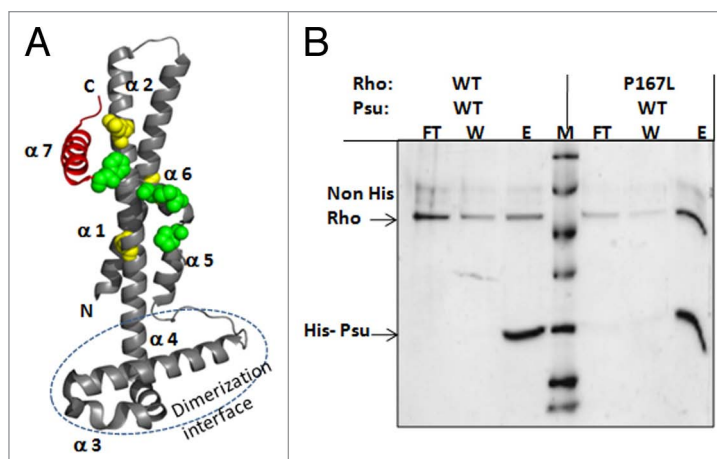 A
C
α 2
α 7
α 6
α 1
α 5
N
α 4
Dimerization
interface
α 3
B
Rho: WT P167L
Psu: WT WT
FT W E M FT W E
Non His
Rho
His- Psu